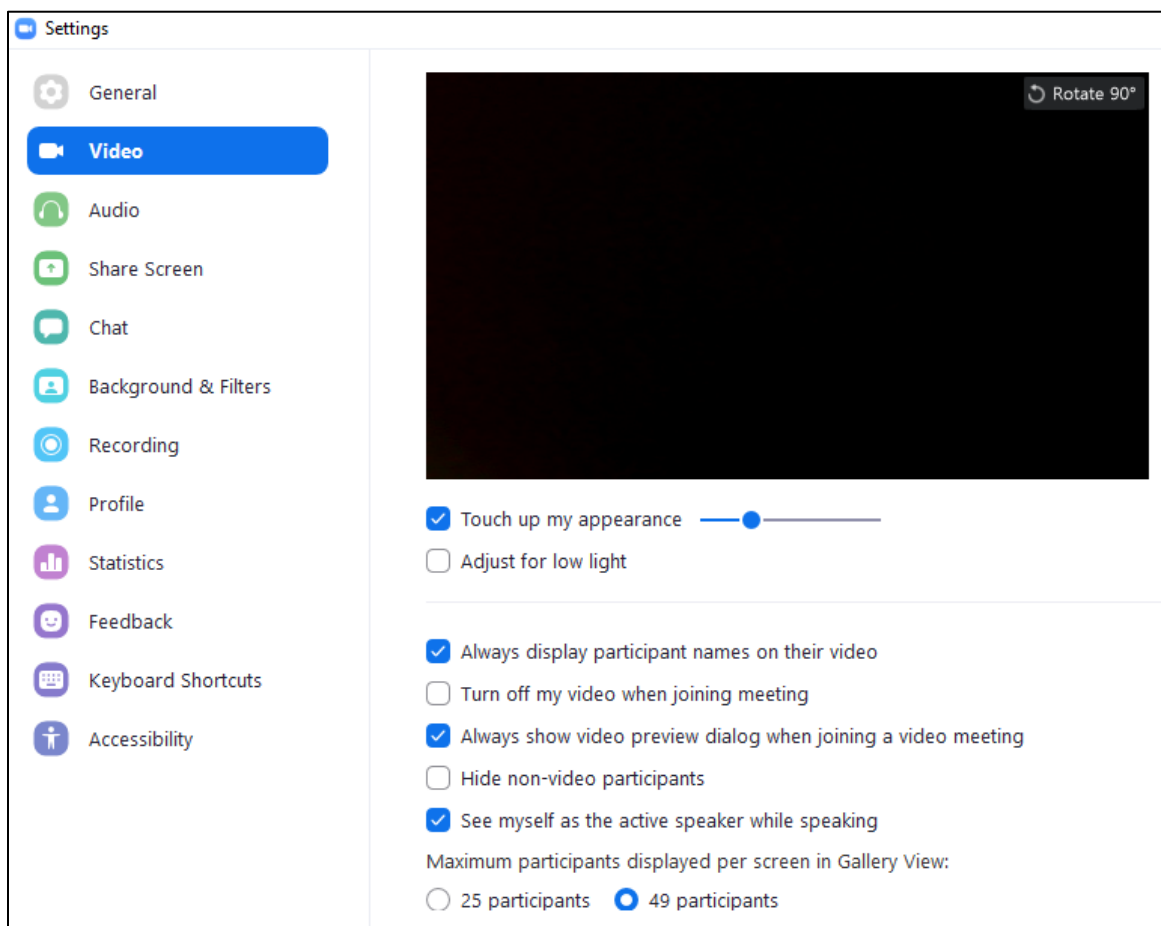 Settings
General
Video
Audio
Share Screen
Chat
Background & Filters
Recording
Profile
Statistics
Feedback
Keyboard Shortcuts
Accessibility
Rotate 90°
Touch up my appearance
Adjust for low light
Always display participant names on their video
Turn off my video when joining meeting
Always show video preview dialog when joining a video meeting
Hide non-video participants
See myself as the active speaker while speaking
Maximum participants displayed per screen in Gallery View:
25 participants 49 participants